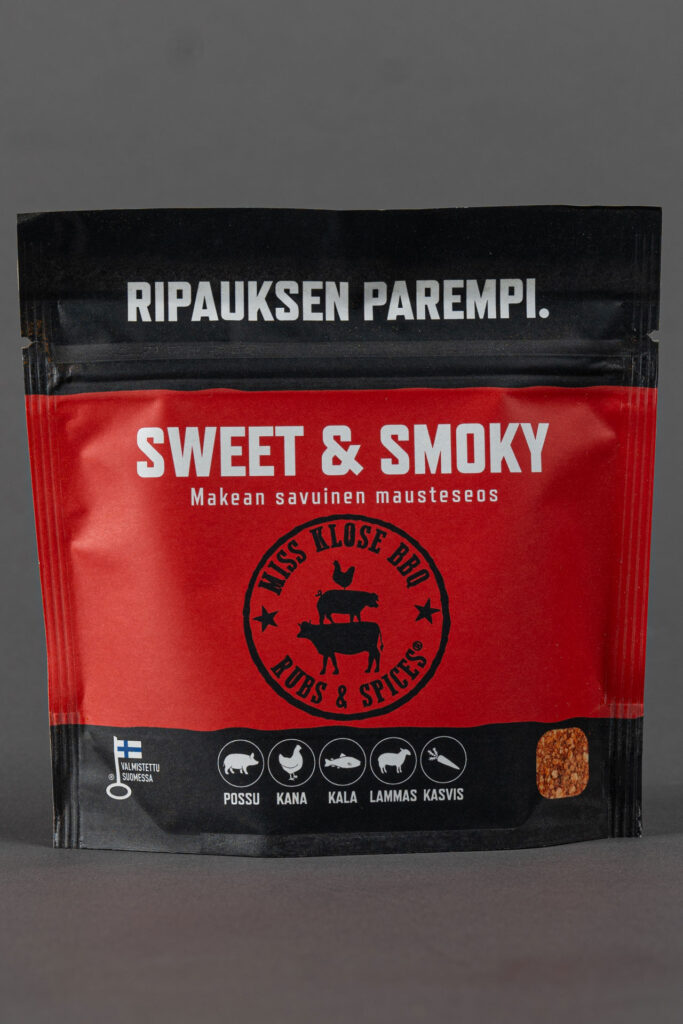 RIPAUKSEN PAREMPI.
SWEET & SMOKY
Makean savuinen mausteseos
MISS KLOSE BBQ
RUBS & SPICES®
VALMISTETTU
® SUOMESSA
POSSU KANA KALA LAMMAS KASVIS